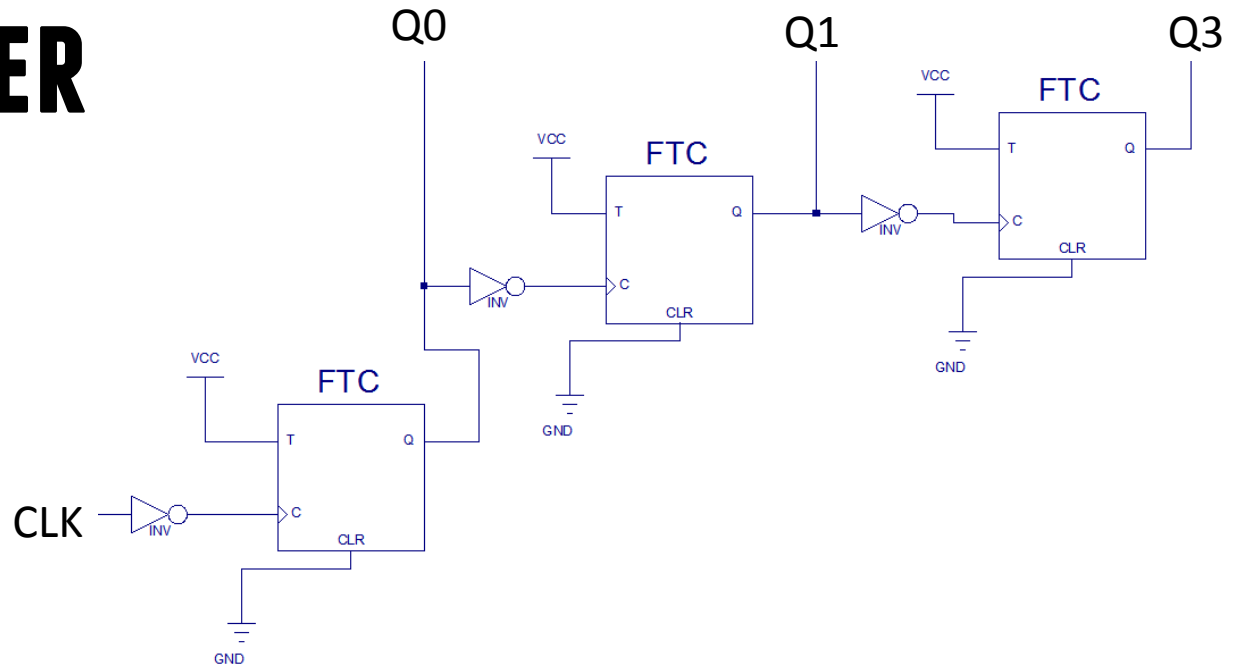 ER
Q0
Q1
Q3
VCC
FTC
T
Q
C
CLR
GND
INV
VCC
FTC
T
Q
C
CLR
GND
INV
VCC
FTC
T
Q
C
CLR
GND
CLK
INV